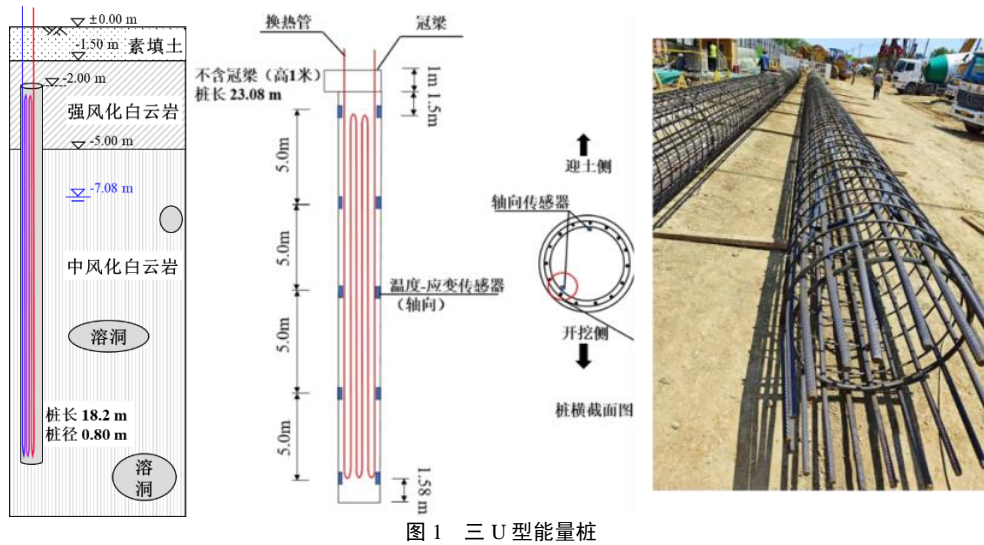 ±0.00 m
-1.50 m
素填土
-2.00 m
强风化白云岩
-5.00 m
-7.08 m
中风化白云岩
溶洞
桩长 18.2 m
桩径 0.80 m
溶
洞
换热管
冠梁
不含冠梁（高1米）
桩长 23.08 m
1m
1.5m
5.0m
5.0m
5.0m
5.0m
1.58 m
温度-应变传感器
（轴向）
迎土侧
轴向传感器
开挖侧
桩横截面图
图 1 三 U 型能量桩